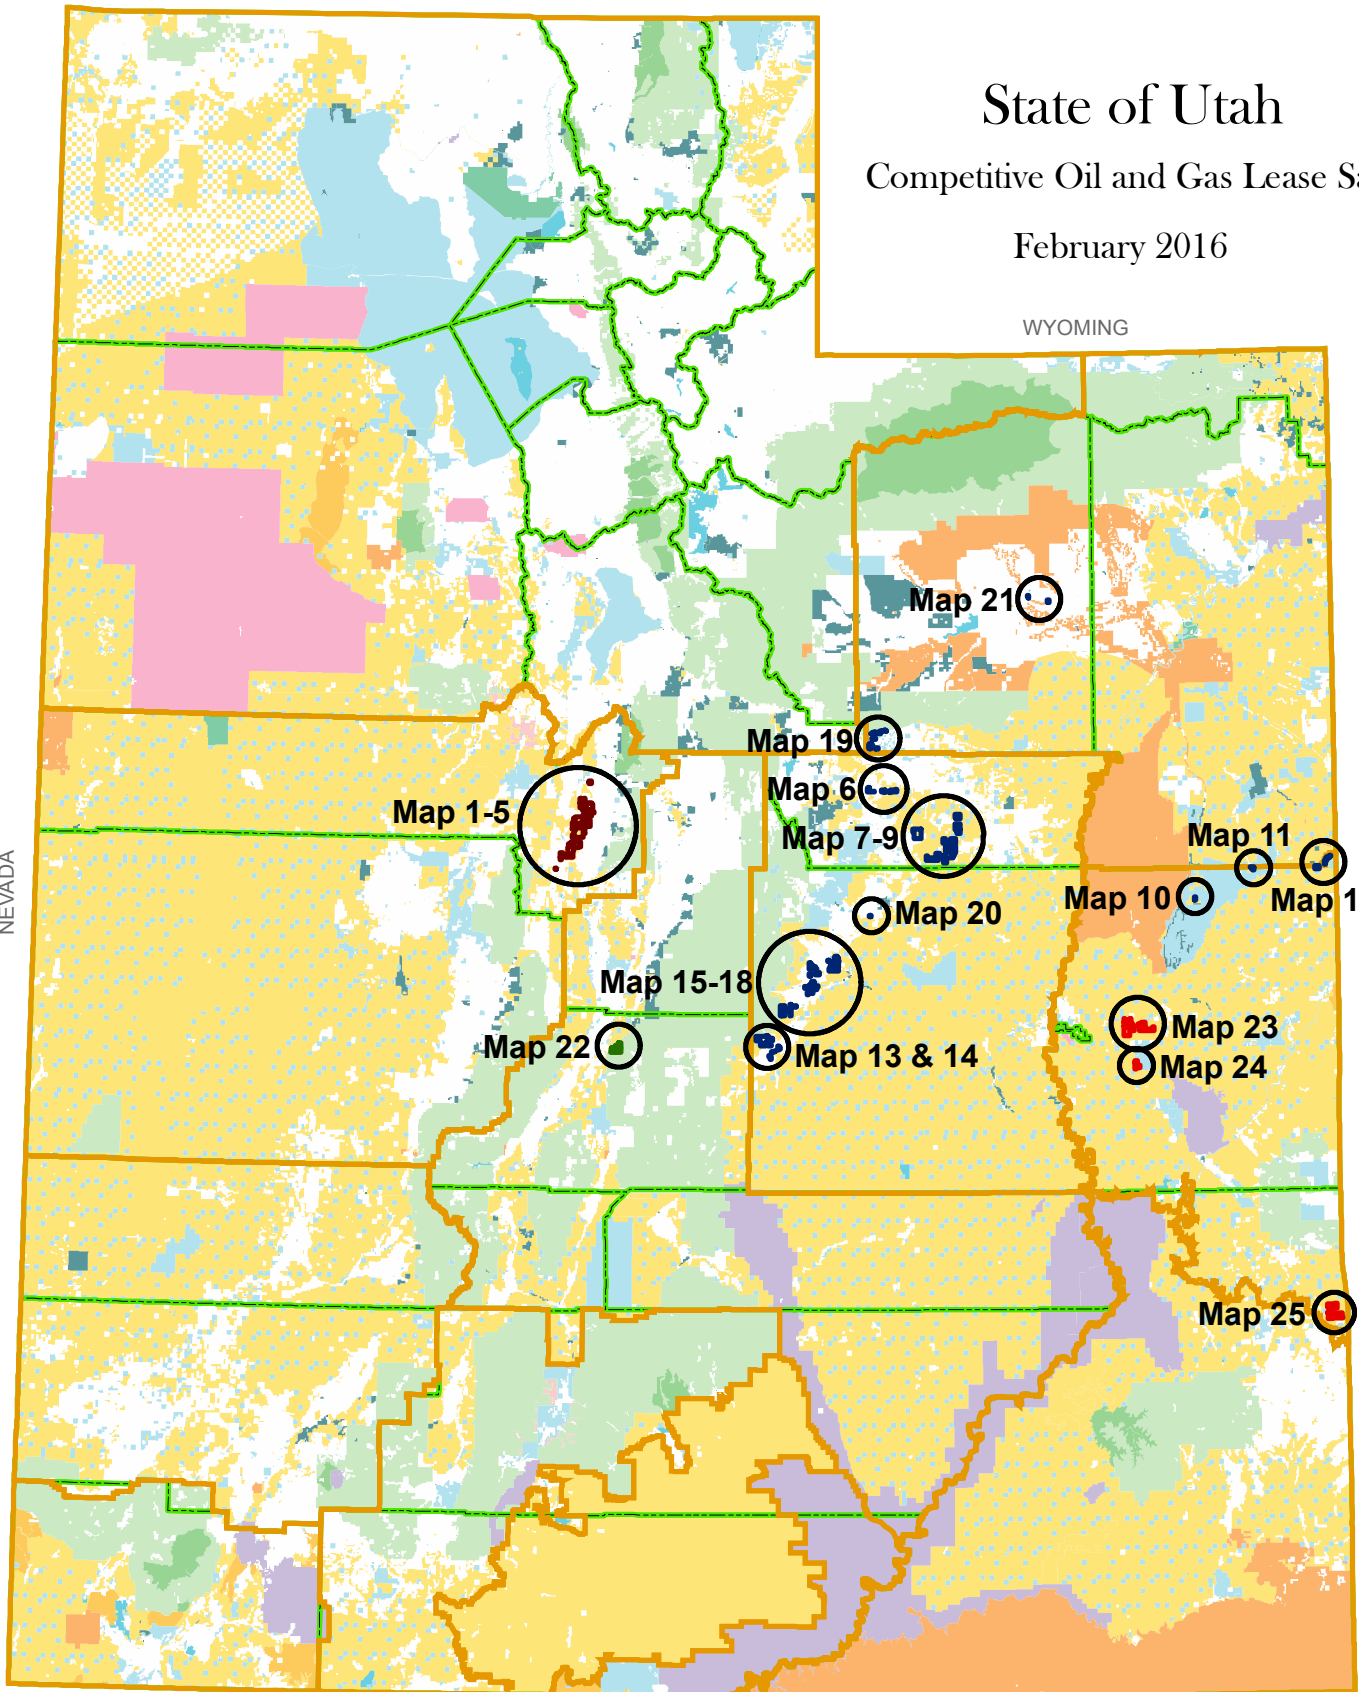 State of Utah
Competitive Oil and Gas Lease Sa
February 2016
WYOMING
Map 21
Map 19
Map 6
Map 1-5
Map 7-9
Map 11
NEVADA
Map 10
Map 1
Map 20
Map 15-18
Map 23
Map 22
Map 13 & 14
Map 24
Map 25